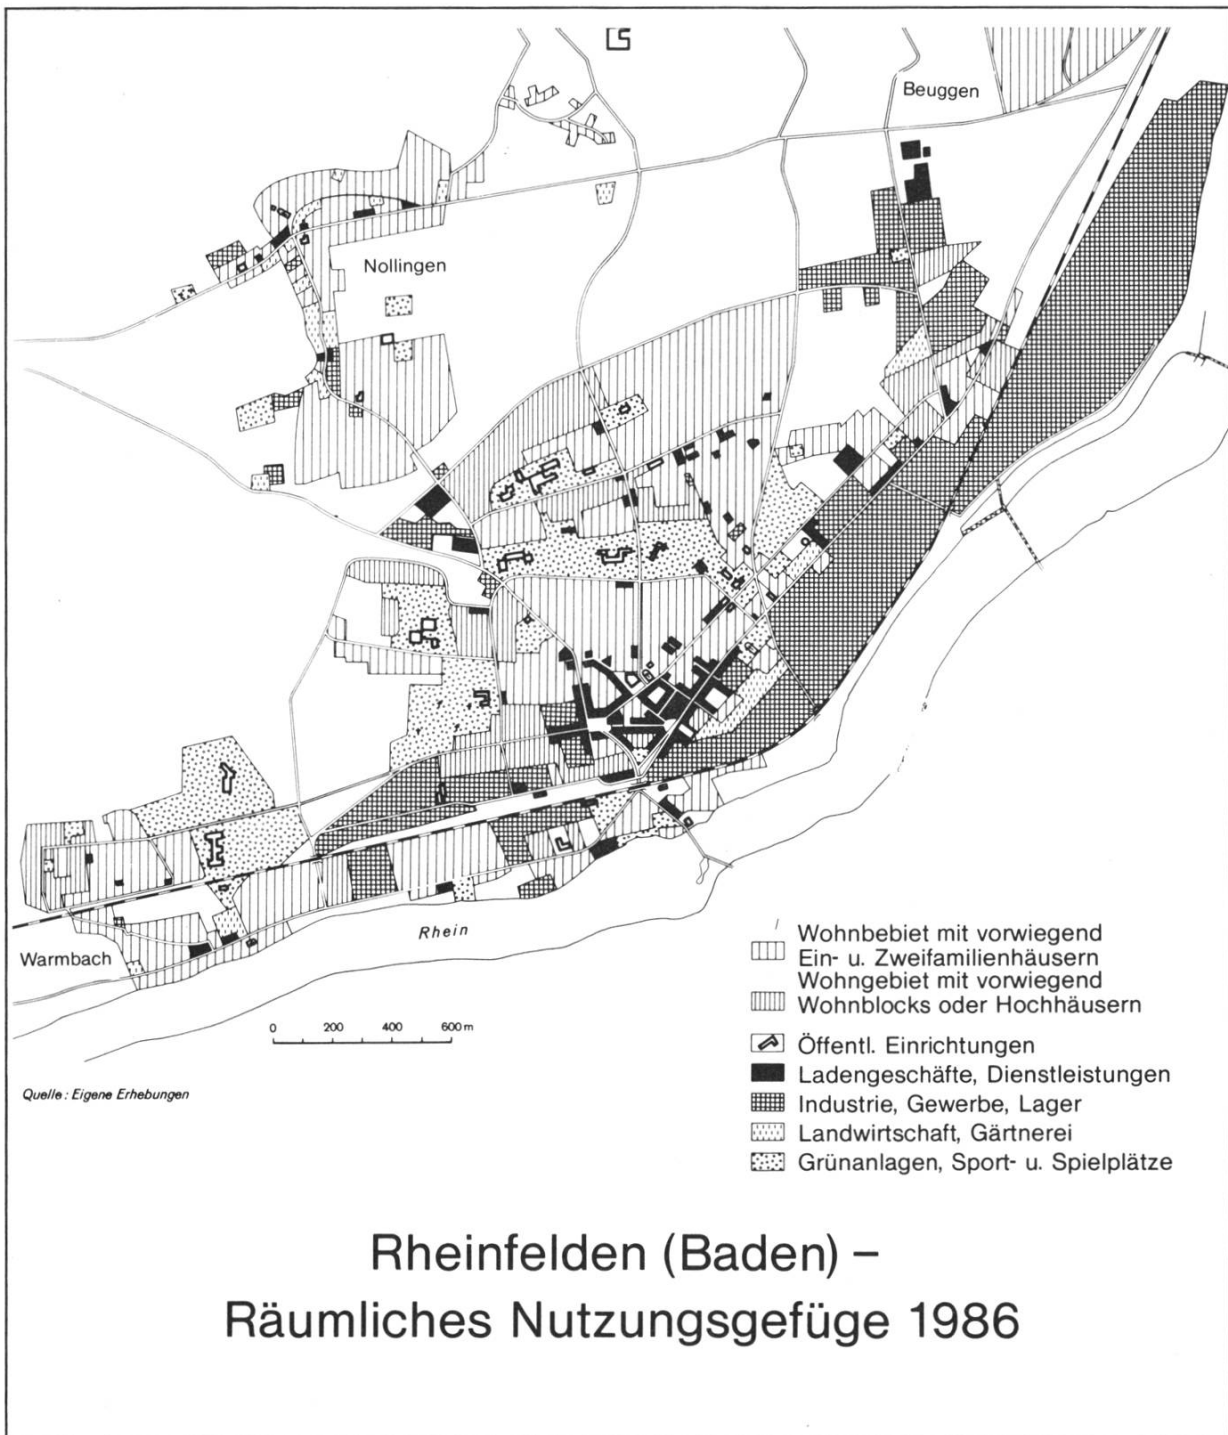 Beuggen
Nollingen
Warmbach
Rhein
Wohnbebiet mit vorwiegend
Ein- u. Zweifamilienhäusern
Wohngebiet mit vorwiegend
Wohnblocks oder Hochhäusern
Öffentl. Einrichtungen
Ladengeschäfte, Dienstleistungen
Industrie, Gewerbe, Lager
Landwirtschaft, Gärtnerei
Grünanlagen, Sport- u. Spielplätze
0 200 400 600 m
Quelle: Eigene Erhebungen
Rheinfelden (Baden) –
Räumliches Nutzungsgefüge 1986